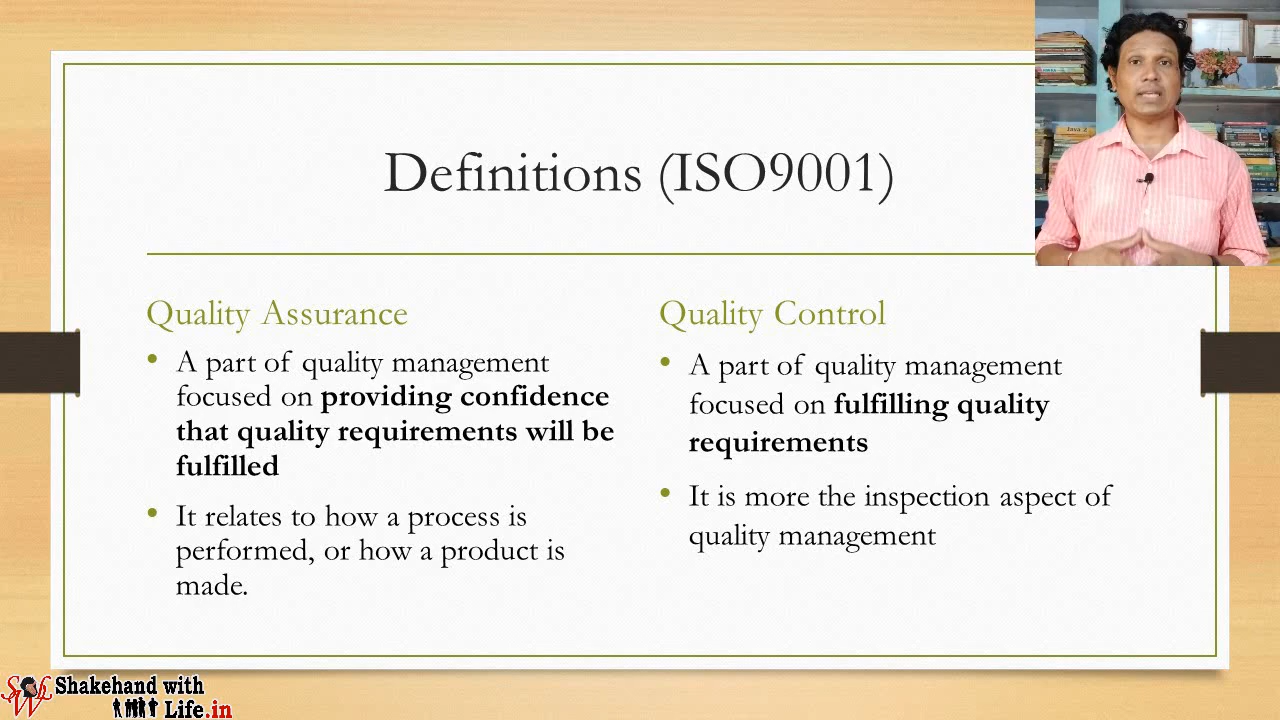 Definitions (ISO9001)
Quality Assurance
• A part of quality management
focused on providing confidence
that quality requirements will be
fulfilled
• It relates to how a process is
performed, or how a product is
made.
Quality Control
• A part of quality management
focused on fulfilling quality
requirements
• It is more the inspection aspect of
quality management
Java 2
Shakehand with
Life.in